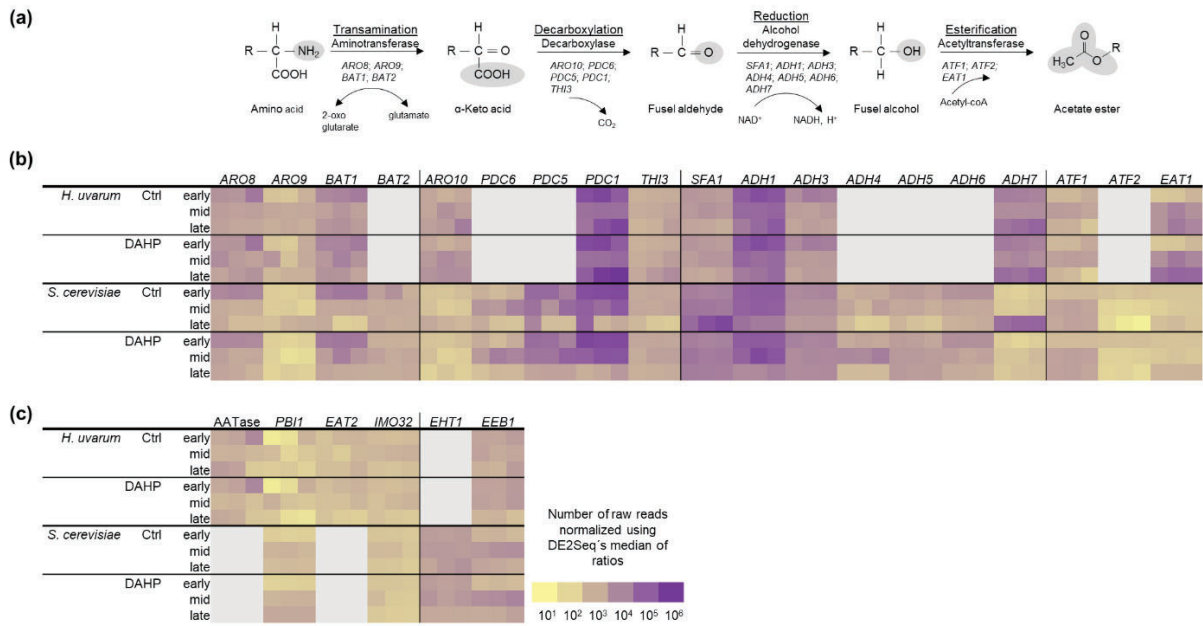 (a)
Transamination Decarboxylation Reduction Esterification
Aminotransferase Decarboxylase Alcohol dehydrogenase Acetyltransferase
H NH₂ R COOH
ARO8; ARO9;
BAT1; BAT2
H R O COOH
ARO10; PDC6;
PDC5, PDC1;
THI3
H R O
SFA1; ADH1; ADH3;
ADH4; ADH5, ADH6;
ADH7
H R OH H
ATF1; ATF2;
EAT1
O H₃C O R
Amino acid α-Keto acid Fusel aldehyde Fusel alcohol Acetate ester
2-oxo
glutarate
glutamate
CO₂
NAD⁺ NADH, H⁺
Acetyl-coA
(b)
ARO8 ARO9 BAT1 BAT2 ARO10 PDC6 PDC5 PDC1 THI3 SFA1 ADH1 ADH3 ADH4 ADH5 ADH6 ADH7 ATF1 ATF2 EAT1
H. uvarum Ctrl early
mid
late
DAHP early
mid
late
S. cerevisiae Ctrl early
mid
late
DAHP early
mid
late
(c)
AATase PBI1 EAT2 IMO32 EHT1 EEB1
H. uvarum Ctrl early
mid
late
DAHP early
mid
late
S. cerevisiae Ctrl early
mid
late
DAHP early
mid
late
Number of raw reads
normalized using
DE2Seq´s median of
ratios
10¹ 10² 10³ 10⁴ 10⁵ 10⁶